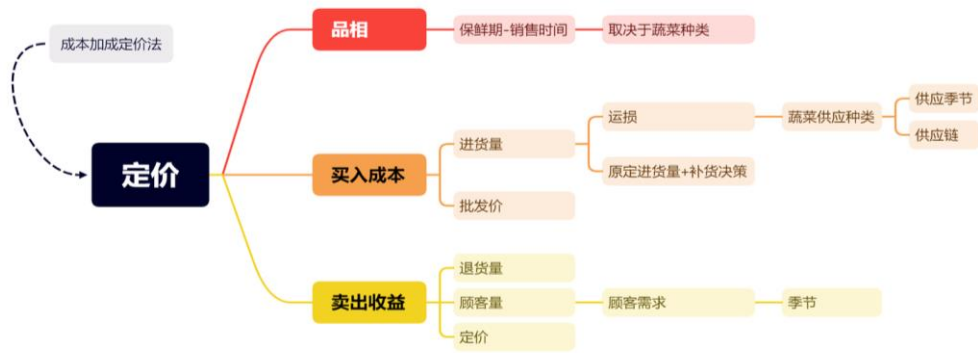 成本加成定价法
定价
品相
保鲜期-销售时间
取决于蔬菜种类
买入成本
进货量
运损
蔬菜供应种类
供应季节
供应链
原定进货量+补货决策
批发价
卖出收益
退货量
顾客量
顾客需求
季节
定价